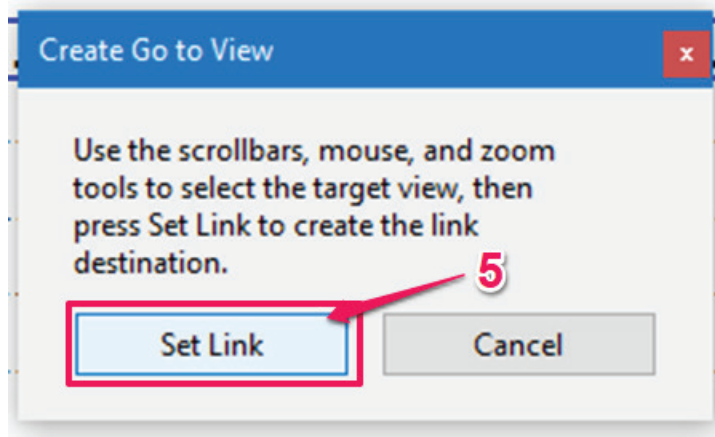 Create Go to View
x
Use the scrollbars, mouse, and zoom
tools to select the target view, then
press Set Link to create the link
destination.
5
Set Link
Cancel